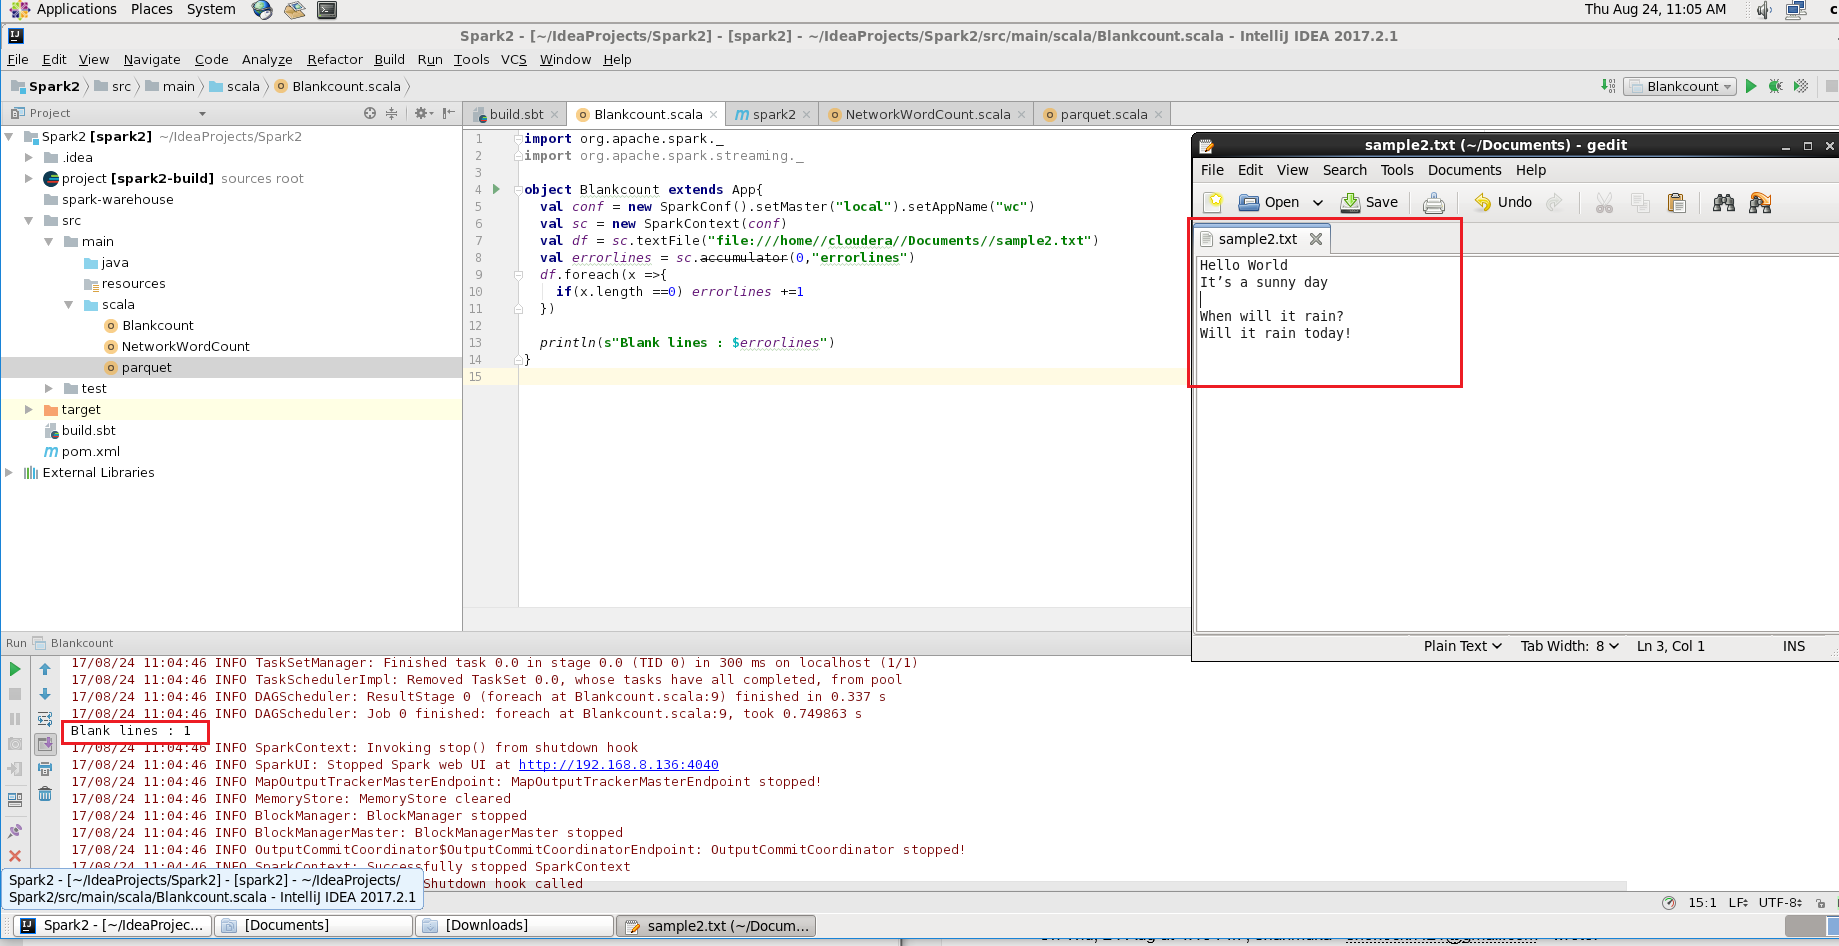 Applications Places System
Thu Aug 24, 11:05 AM
Spark2 - [~/IdeaProjects/Spark2] - [spark2] - ~/IdeaProjects/Spark2/src/main/scala/Blankcount.scala - IntelliJ IDEA 2017.2.1
File Edit View Navigate Code Analyze Refactor Build Run Tools VCS Window Help
Spark2 src main scala Blankcount.scala
Blankcount
Project
build.sbt Blankcount.scala spark2 NetworkWordCount.scala parquet.scala
Spark2 [spark2] ~/IdeaProjects/Spark2
.idea
project [spark2-build] sources root
spark-warehouse
src
main
java
resources
scala
Blankcount
NetworkWordCount
parquet
test
target
build.sbt
pom.xml
External Libraries
1 import org.apache.spark._
2 import org.apache.spark.streaming._
3
4 object Blankcount extends App{
5 val conf = new SparkConf().setMaster("local").setAppName("wc")
6 val sc = new SparkContext(conf)
7 val df = sc.textFile("file:///home//cloudera//Documents//sample2.txt")
8 val errorlines = sc.accumulator(0,"errorlines")
9 df.foreach(x =>{
10 if(x.length ==0) errorlines +=1
11 })
12
13 println(s"Blank lines : $errorlines")
14 }
15
sample2.txt (~/Documents) - gedit
File Edit View Search Tools Documents Help
Open Save Undo
sample2.txt
Hello World
It’s a sunny day
When will it rain?
Will it rain today!
Plain Text Tab Width: 8 Ln 3, Col 1 INS
Run Blankcount
17/08/24 11:04:46 INFO TaskSetManager: Finished task 0.0 in stage 0.0 (TID 0) in 300 ms on localhost (1/1)
17/08/24 11:04:46 INFO TaskSchedulerImpl: Removed TaskSet 0.0, whose tasks have all completed, from pool
17/08/24 11:04:46 INFO DAGScheduler: ResultStage 0 (foreach at Blankcount.scala:9) finished in 0.337 s
17/08/24 11:04:46 INFO DAGScheduler: Job 0 finished: foreach at Blankcount.scala:9, took 0.749863 s
Blank lines : 1
17/08/24 11:04:46 INFO SparkContext: Invoking stop() from shutdown hook
17/08/24 11:04:46 INFO SparkUI: Stopped Spark web UI at http://192.168.8.136:4040
17/08/24 11:04:46 INFO MapOutputTrackerMasterEndpoint: MapOutputTrackerMasterEndpoint stopped!
17/08/24 11:04:46 INFO MemoryStore: MemoryStore cleared
17/08/24 11:04:46 INFO BlockManager: BlockManager stopped
17/08/24 11:04:46 INFO BlockManagerMaster: BlockManagerMaster stopped
17/08/24 11:04:46 INFO OutputCommitCoordinator$OutputCommitCoordinatorEndpoint: OutputCommitCoordinator stopped!
17/08/24 11:04:46 INFO SparkContext: Successfully stopped SparkContext
Shutdown hook called
Spark2 - [~/IdeaProjects/Spark2] - [spark2] - ~/IdeaProjects/
Spark2/src/main/scala/Blankcount.scala - IntelliJ IDEA 2017.2.1
15:1 LF UTF-8
Spark2 - [~/IdeaProjec... [Documents] [Downloads] sample2.txt (~/Docum...